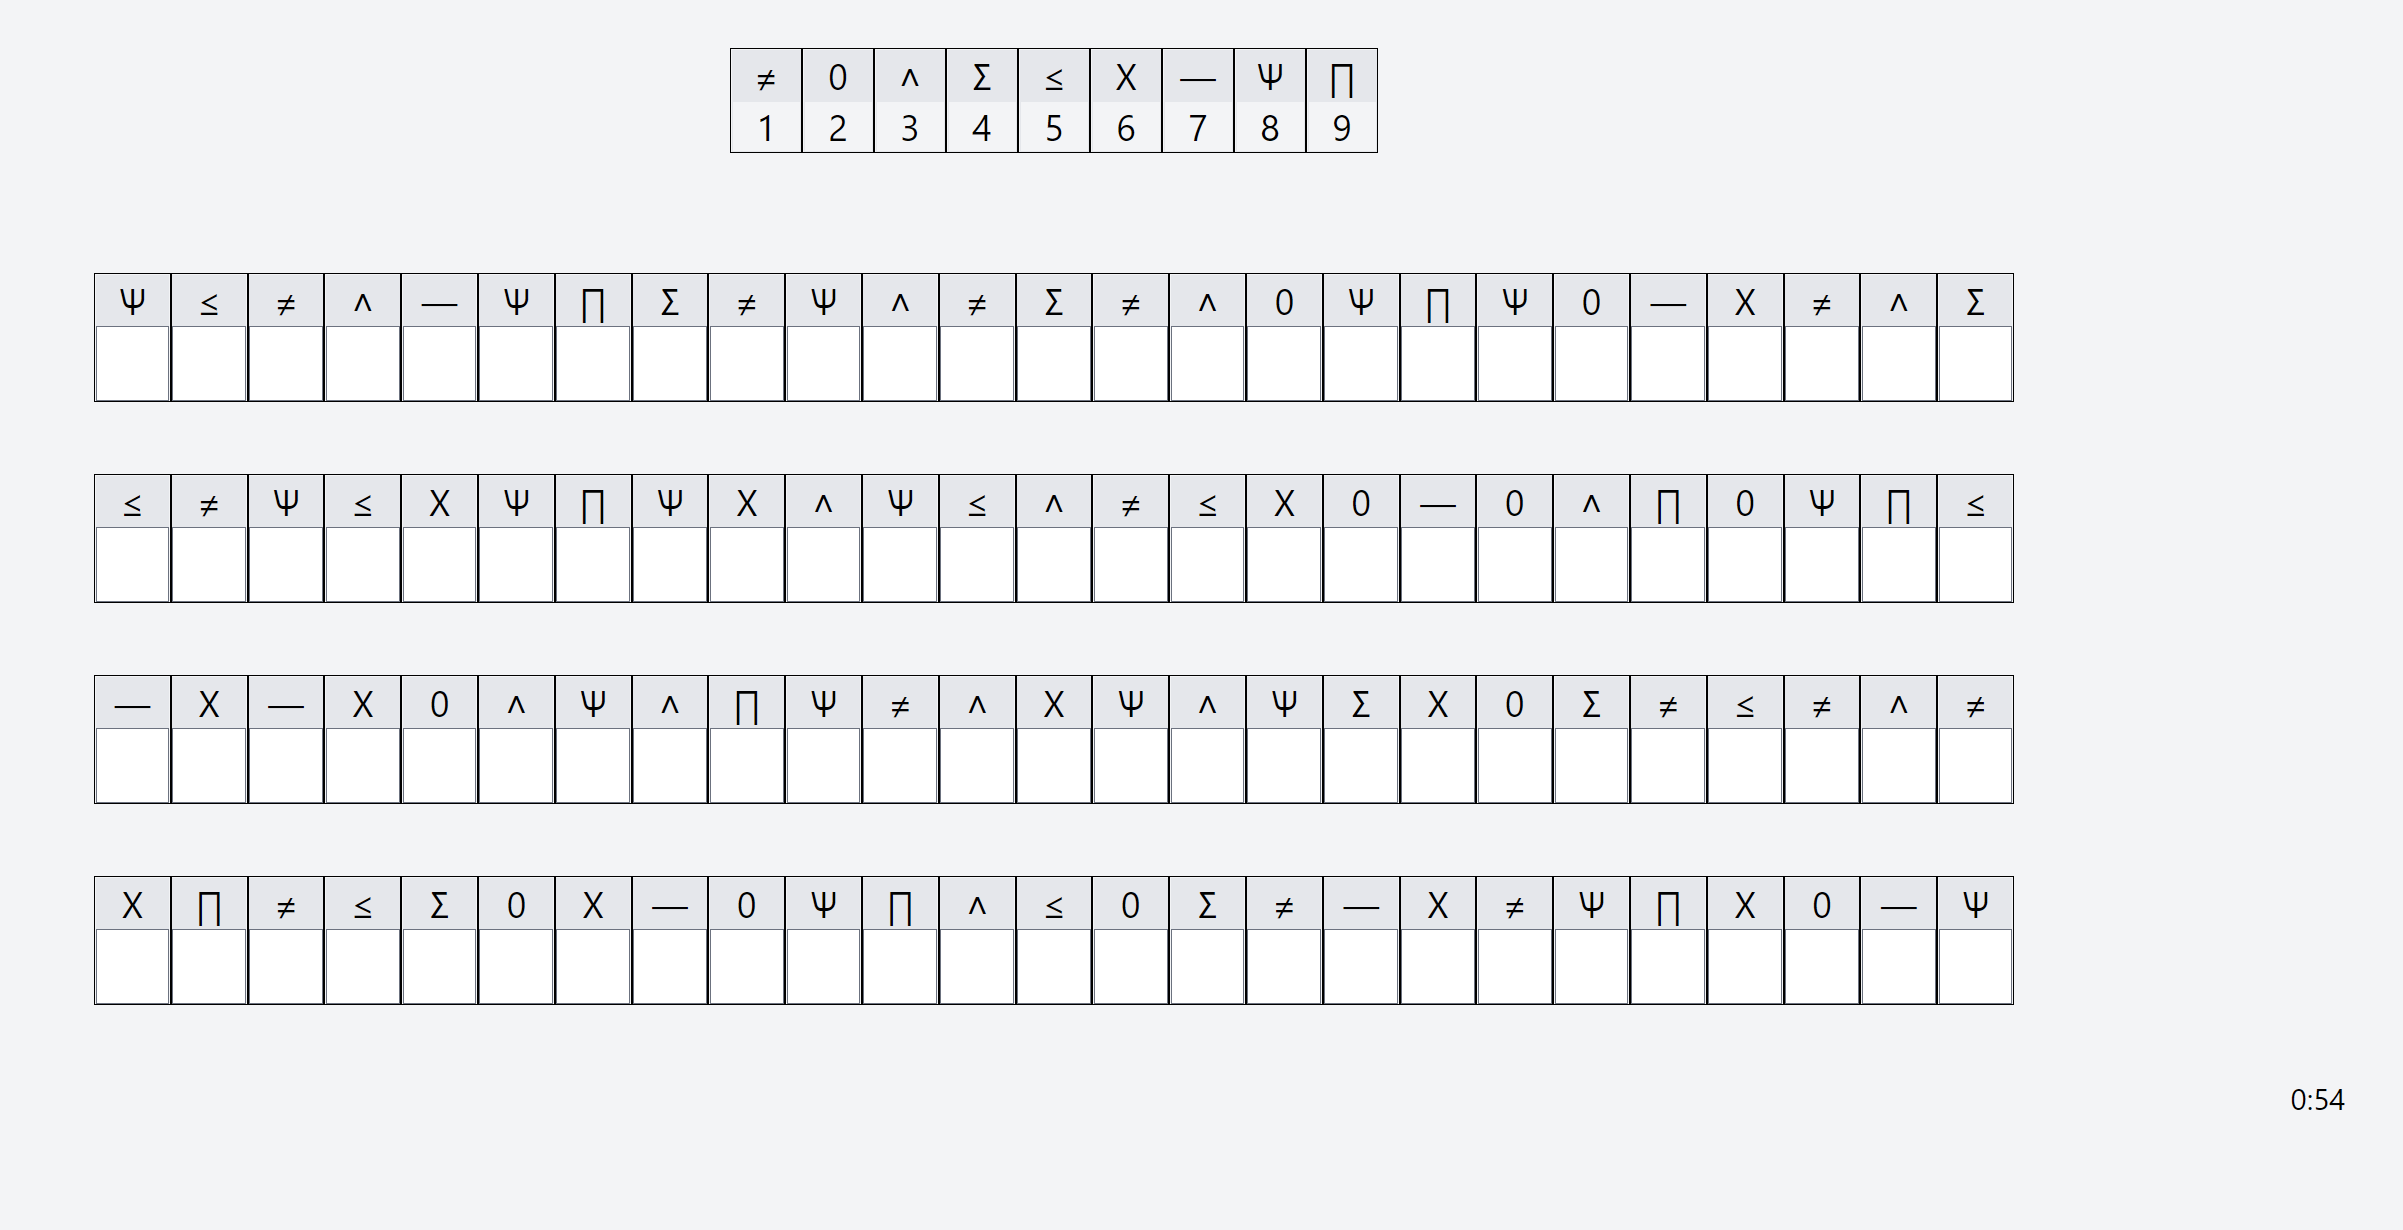 ≠ 0 ^ Σ ≤ X — Ψ ∏
1 2 3 4 5 6 7 8 9
Ψ ≤ ≠ ^ — Ψ ∏ Σ ≠ Ψ ^ ≠ Σ ≠ ^ 0 Ψ ∏ Ψ 0 — X ≠ ^ Σ
≤ ≠ Ψ ≤ X Ψ ∏ Ψ X ^ Ψ ≤ ^ ≠ ≤ X 0 — 0 ^ ∏ 0 Ψ ∏ ≤
— X — X 0 ^ Ψ ^ ∏ Ψ ≠ ^ X Ψ ^ Ψ Σ X 0 Σ ≠ ≤ ≠ ^ ≠
X ∏ ≠ ≤ Σ 0 X — 0 Ψ ∏ ^ ≤ 0 Σ ≠ — X ≠ Ψ ∏ X 0 — Ψ
0:54